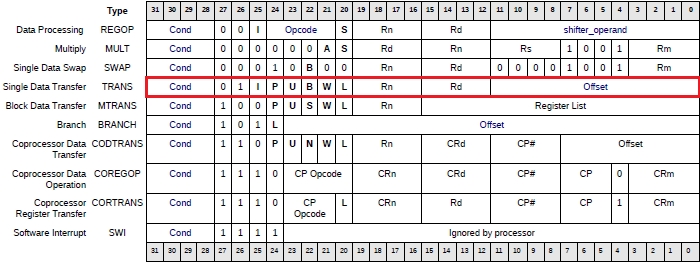 Type 31 30 29 28 27 26 25 24 23 22 21 20 19 18 17 16 15 14 13 12 11 10 9 8 7 6 5 4 3 2 1 0
Data Processing REGOP Cond 0 0 I Opcode S Rn Rd shifter_operand
Multiply MULT Cond 0 0 0 0 0 0 A S Rd Rn Rs 1 0 0 1 Rm
Single Data Swap SWAP Cond 0 0 0 1 0 B 0 0 Rn Rd 0 0 0 0 1 0 0 1 Rm
Single Data Transfer TRANS Cond 0 1 I P U B W L Rn Rd Offset
Block Data Transfer MTRANS Cond 1 0 0 P U S W L Rn Register List
Branch BRANCH Cond 1 0 1 L Offset
Coprocessor Data CODTRANS Cond 1 1 0 P U N W L Rn CRd CP# Offset
Transfer
Coprocessor Data COREGOP Cond 1 1 1 0 CP Opcode CRn CRd CP# CP 0 CRm
Operation
Coprocessor CORTRANS Cond 1 1 1 0 CP L CRn Rd CP# CP 1 CRm
Register Transfer Opcode
Software Interrupt SWI Cond 1 1 1 1 Ignored by processor
31 30 29 28 27 26 25 24 23 22 21 20 19 18 17 16 15 14 13 12 11 10 9 8 7 6 5 4 3 2 1 0